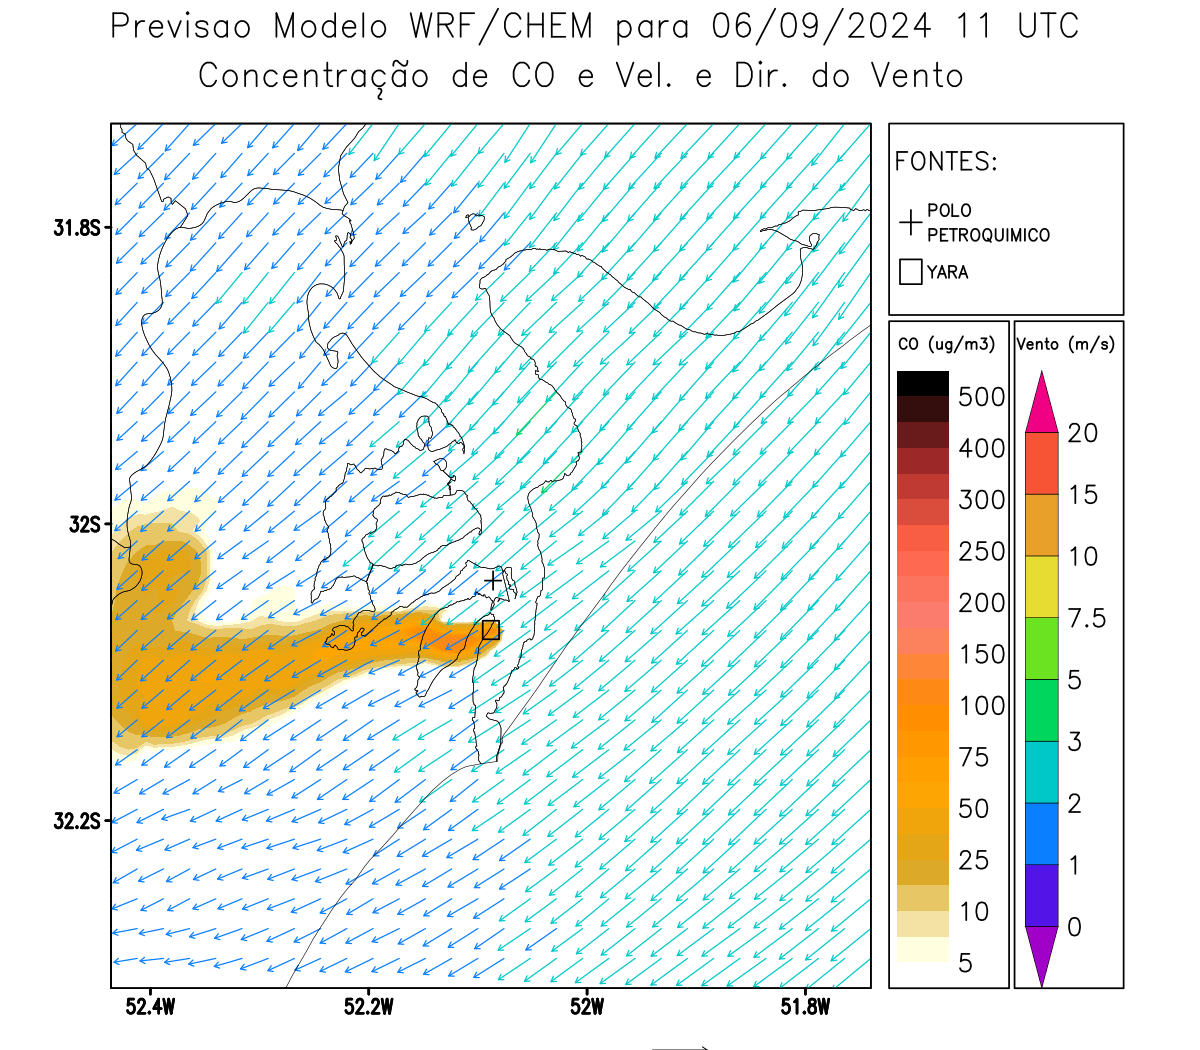 Previsao Modelo WRF/CHEM para 06/09/2024 11 UTC
Concentração de CO e Vel. e Dir. do Vento
FONTES:
POLO
PETROQUIMICO
YARA
CO (ug/m3)
500
400
300
250
200
150
100
75
50
25
10
5
Vento (m/s)
20
15
10
7.5
5
3
2
1
0
31.8S
32S
32.2S
52.4W
52.2W
52W
51.8W